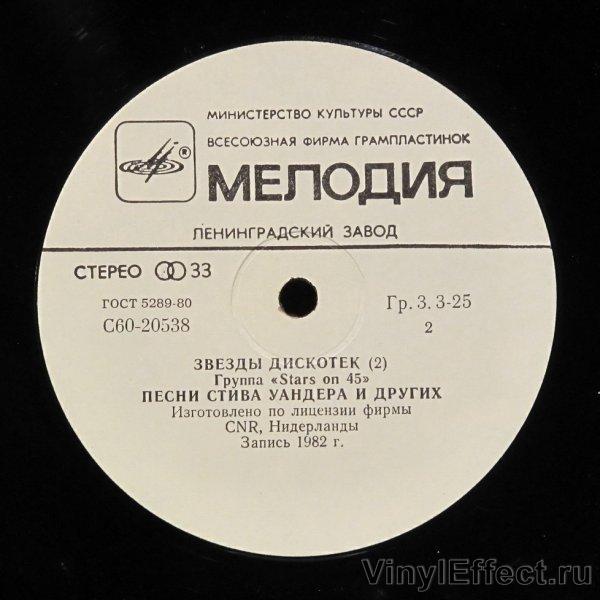 МИНИСТЕРСТВО КУЛЬТУРЫ СССР
ВСЕСОЮЗНАЯ ФИРМА ГРАМПЛАСТИНОК
®
МЕЛОДИЯ
ЛЕНИНГРАДСКИЙ ЗАВОД
СТЕРЕО 33
ГОСТ 5289-80
Гр. 3. 3-25
С60-20538
2
ЗВЕЗДЫ ДИСКОТЕК (2)
Группа «Stars on 45»
ПЕСНИ СТИВА УАНДЕРА И ДРУГИХ
Изготовлено по лицензии фирмы
CNR, Нидерланды
Запись 1982 г.
VinylEffect.ru